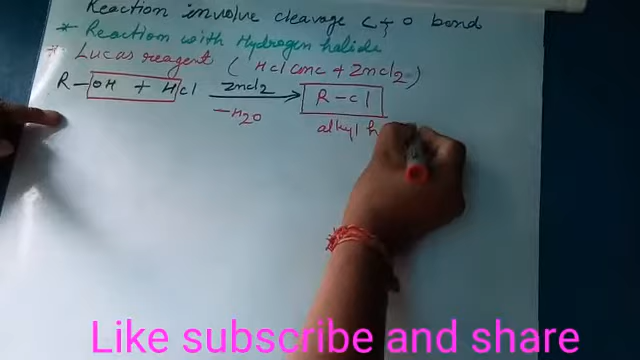 Reaction involve cleavage C ┼ O bond
* Reaction with Hydrogen halide
* Lucas reagent ( Hcl conc + Zncl2 )
R - OH + HCl Zncl2 R - cl
- H2O
alkyl h
Like subscribe and share